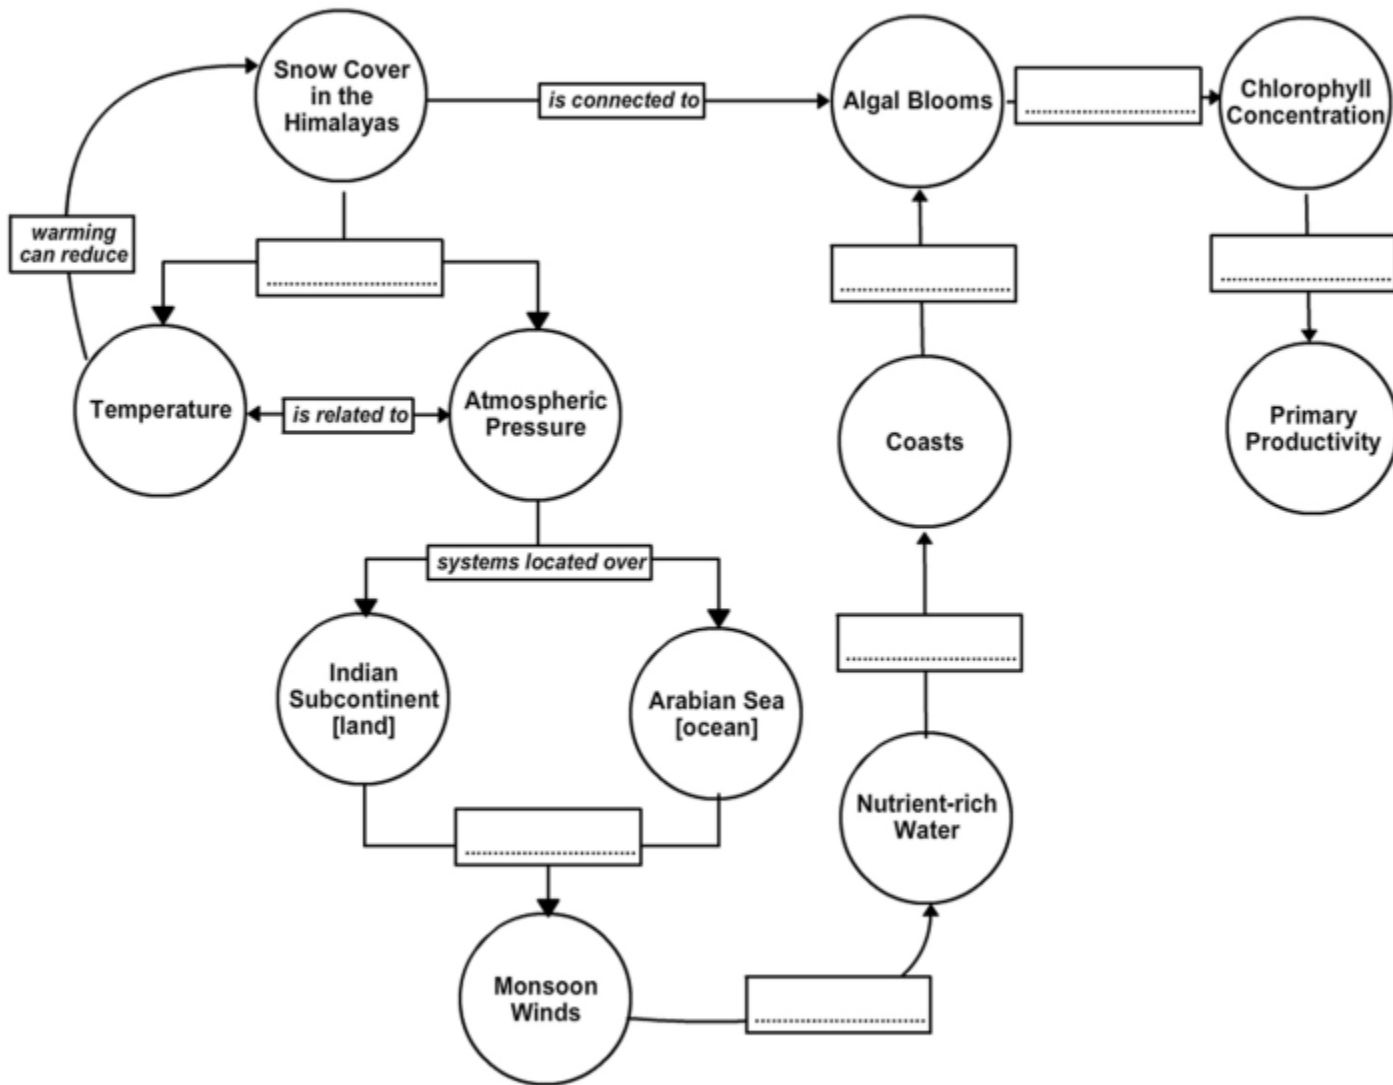 Snow Cover
in the
Himalayas
is connected to
Algal Blooms
Chlorophyll
Concentration
warming
can reduce
Temperature
is related to
Atmospheric
Pressure
Coasts
Primary
Productivity
systems located over
Indian
Subcontinent
[land]
Arabian Sea
[ocean]
Nutrient-rich
Water
Monsoon
Winds